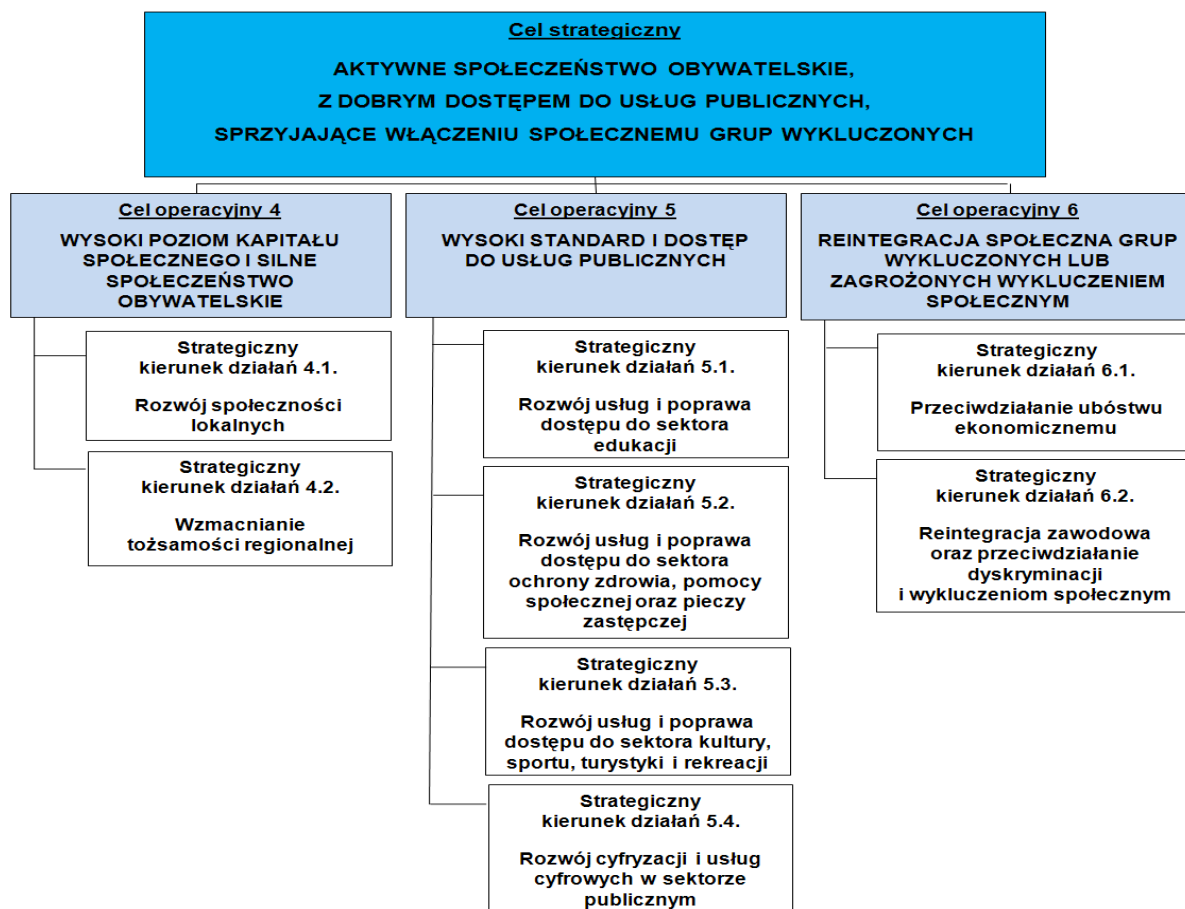 Cel strategiczny
AKTYWNE SPOŁECZEŃSTWO OBYWATELSKIE,
Z DOBRYM DOSTĘPEM DO USŁUG PUBLICZNYCH,
SPRZYJAJĄCE WŁĄCZENIU SPOŁECZNEMU GRUP WYKLUCZONYCH
Cel operacyjny 4
WYSOKI POZIOM KAPITAŁU
SPOŁECZNEGO I SILNE
SPOŁECZEŃSTWO
OBYWATELSKIE
Strategiczny
kierunek działań 4.1.
Rozwój społeczności
lokalnych
Strategiczny
kierunek działań 4.2.
Wzmacnianie
tożsamości regionalnej
Cel operacyjny 5
WYSOKI STANDARD I DOSTĘP
DO USŁUG PUBLICZNYCH
Strategiczny
kierunek działań 5.1.
Rozwój usług i poprawa
dostępu do sektora
edukacji
Strategiczny
kierunek działań 5.2.
Rozwój usług i poprawa
dostępu do sektora
ochrony zdrowia, pomocy
społecznej oraz pieczy
zastępczej
Strategiczny
kierunek działań 5.3.
Rozwój usług i poprawa
dostępu do sektora kultury,
sportu, turystyki i rekreacji
Strategiczny
kierunek działań 5.4.
Rozwój cyfryzacji i usług
cyfrowych w sektorze
publicznym
Cel operacyjny 6
REINTEGRACJA SPOŁECZNA GRUP
WYKLUCZONYCH LUB
ZAGROŻONYCH WYKLUCZENIEM
SPOŁECZNYM
Strategiczny
kierunek działań 6.1.
Przeciwdziałanie ubóstwu
ekonomicznemu
Strategiczny
kierunek działań 6.2.
Reintegracja zawodowa
oraz przeciwdziałanie
dyskryminacji
i wykluczeniom społecznym